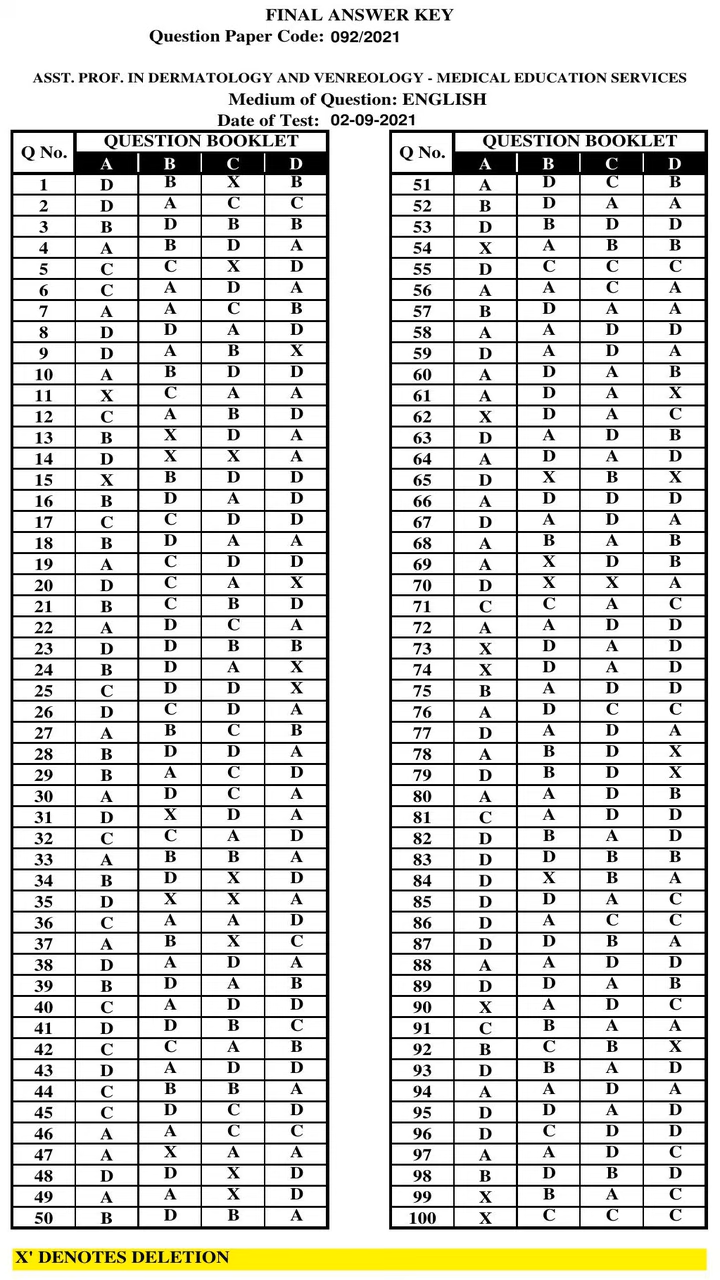 FINAL ANSWER KEY
Question Paper Code: 092/2021
ASST. PROF. IN DERMATOLOGY AND VENREOLOGY - MEDICAL EDUCATION SERVICES
Medium of Question: ENGLISH
Date of Test: 02-09-2021
Q No. QUESTION BOOKLET Q No. QUESTION BOOKLET
A B C D A B C D
1 D B X B 51 A D C B
2 D A C C 52 B D A A
3 B D B B 53 D B D D
4 A B D A 54 X A B B
5 C C X D 55 D C C C
6 C A D A 56 A A C A
7 A A C B 57 B D A A
8 D D A D 58 A A D D
9 D A B X 59 D A D A
10 A B D D 60 A D A B
11 X C A A 61 A D A X
12 C A B D 62 X D A C
13 B X D A 63 D A D B
14 D X X A 64 A D A D
15 X B D D 65 D X B X
16 B D A D 66 A D D D
17 C C D D 67 D A D A
18 B D A A 68 A B A B
19 A C D D 69 A X D B
20 D C A X 70 D X X A
21 B C B D 71 C C A C
22 A D C A 72 A A D D
23 D D B B 73 X D A D
24 B D A X 74 X D A D
25 C D D X 75 B A D D
26 D C D A 76 A D C C
27 A B C B 77 D A D A
28 B D D A 78 A B D X
29 B A C D 79 D B D X
30 A D C A 80 A A D B
31 D X D A 81 C A D D
32 C C A D 82 D B A D
33 A B B A 83 D D B B
34 B D X D 84 D X B A
35 D X X A 85 D D A C
36 C A A D 86 D A C C
37 A B X C 87 D D B A
38 D A D A 88 A A D D
39 B D A B 89 D D A B
40 C A D D 90 X A D C
41 D D B C 91 C B A A
42 C C A B 92 B C B X
43 D A D D 93 D B A D
44 C B B A 94 A A D A
45 C D C D 95 D D A D
46 A A C C 96 D C D D
47 A X A A 97 A A D C
48 D D X D 98 B D B D
49 A A X D 99 X B A C
50 B D B A 100 X C C C
X' DENOTES DELETION